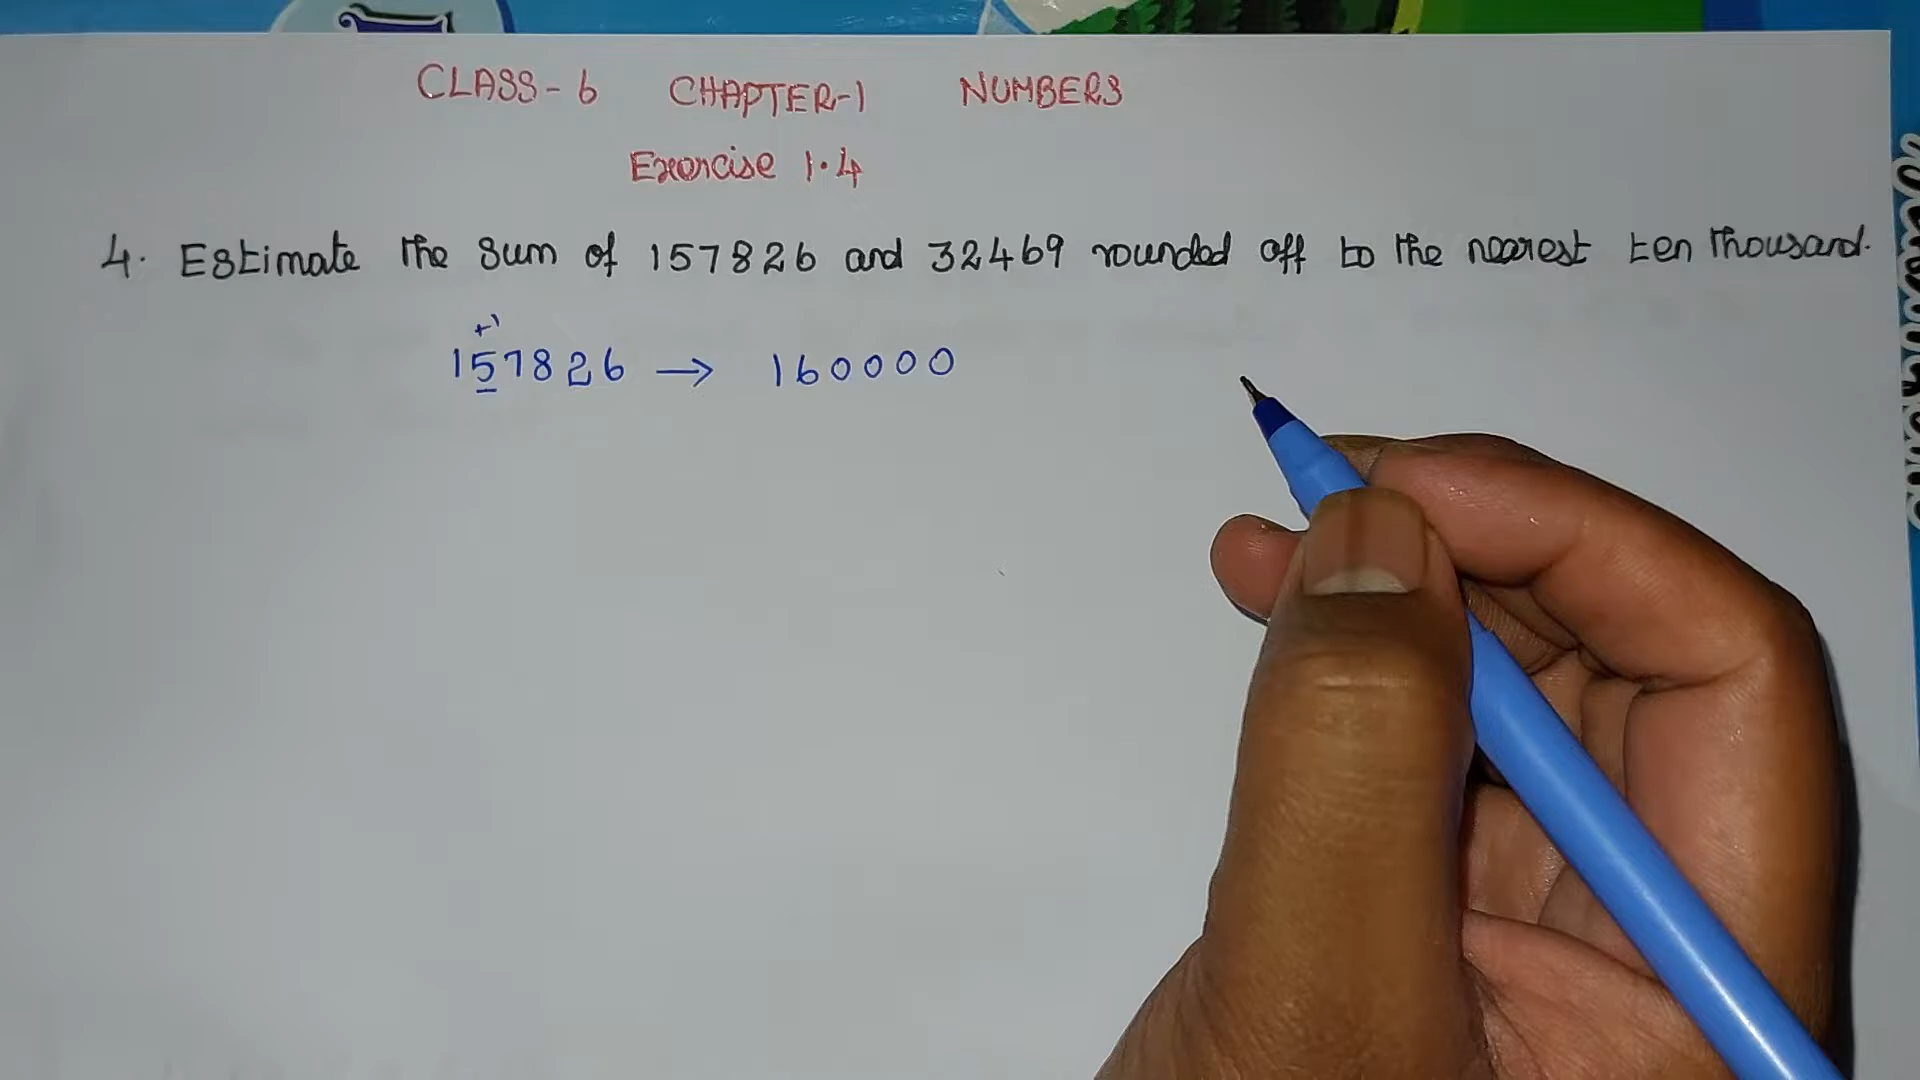 CLASS-6 CHAPTER-1 NUMBERS
Exercise 1.4
4. Estimate the sum of 157826 and 32469 rounded off to the nearest ten thousand.
+1
157826 → 160000